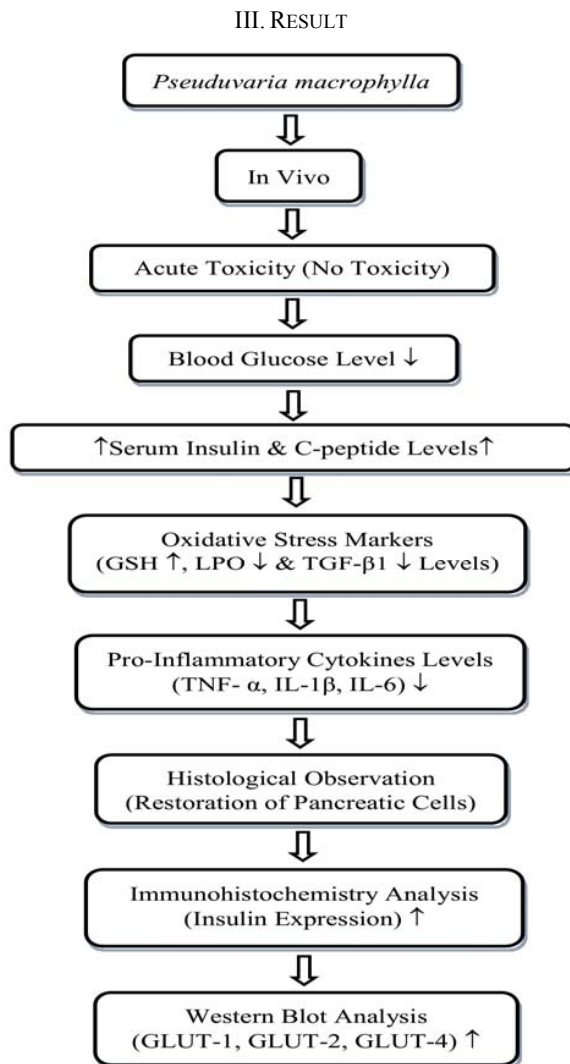 III. RESULT
Pseuduvaria macrophylla
In Vivo
Acute Toxicity (No Toxicity)
Blood Glucose Level ↓
↑Serum Insulin & C-peptide Levels↑
Oxidative Stress Markers
(GSH ↑, LPO ↓ & TGF-β1 ↓ Levels)
Pro-Inflammatory Cytokines Levels
(TNF- α, IL-1β, IL-6) ↓
Histological Observation
(Restoration of Pancreatic Cells)
Immunohistochemistry Analysis
(Insulin Expression) ↑
Western Blot Analysis
(GLUT-1, GLUT-2, GLUT-4) ↑